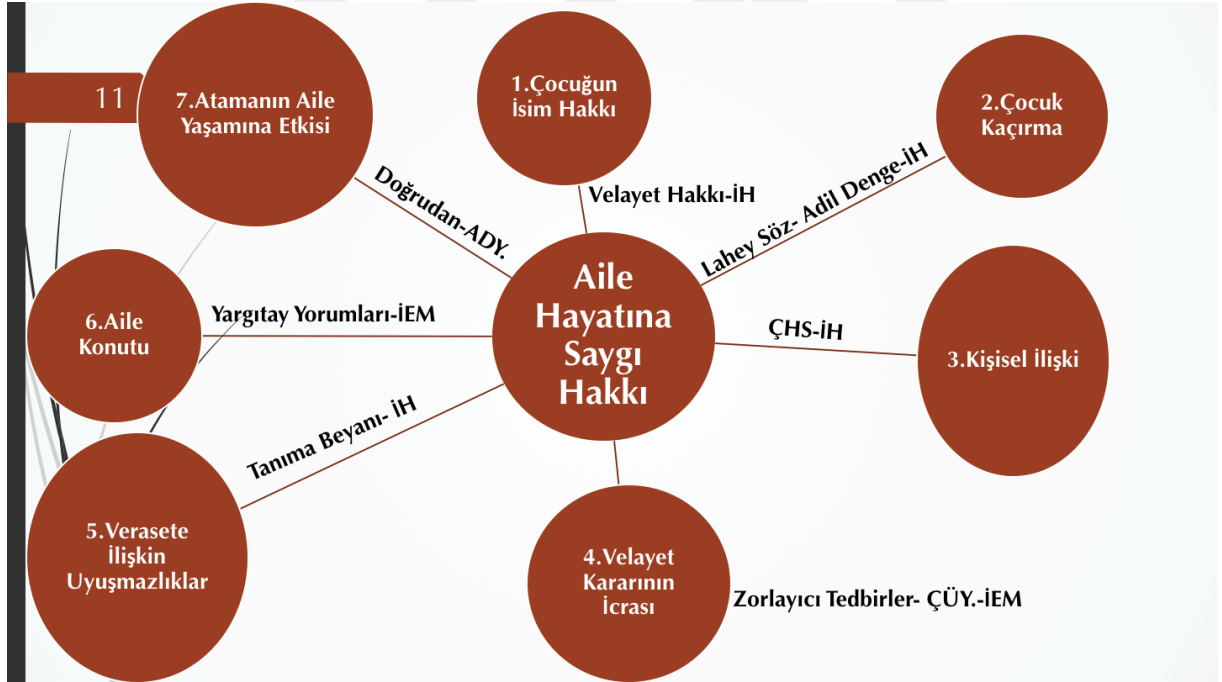 11
7.Atamanın Aile
Yaşamına Etkisi
1.Çocuğun
İsim Hakkı
2.Çocuk
Kaçırma
Doğrudan-ADY.
Velayet Hakkı-İH
Lahey Söz- Adil Denge-İH
Aile
Hayatına
Saygı
Hakkı
6.Aile
Konutu
Yargıtay Yorumları-İEM
ÇHS-İH
3.Kişisel İlişki
Tanıma Beyanı- İH
5.Verasete
İlişkin
Uyuşmazlıklar
4.Velayet
Kararının
İcrası
Zorlayıcı Tedbirler- ÇÜY.-İEM